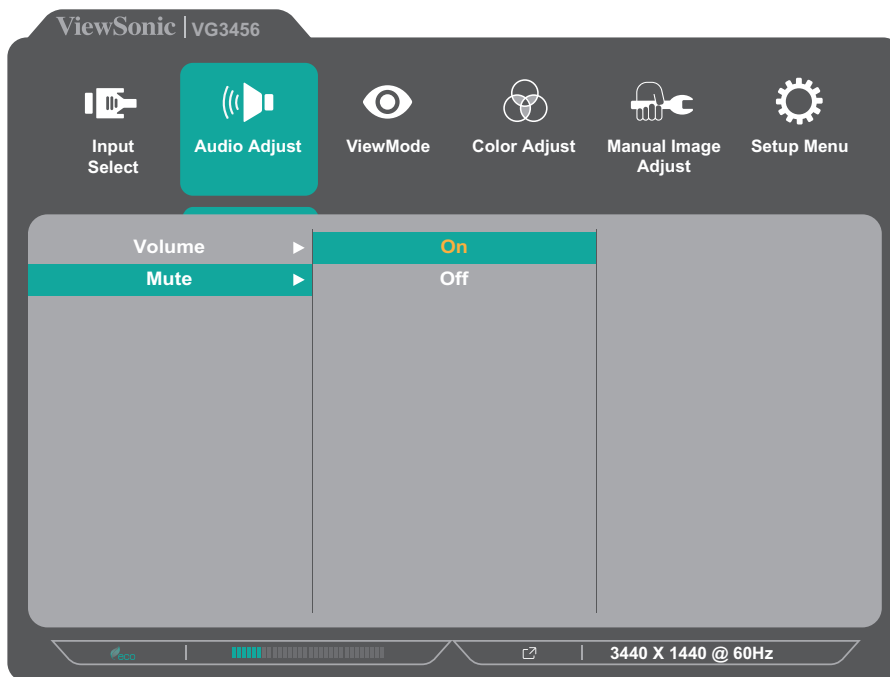 ViewSonic | VG3456
Input Select
Audio Adjust
ViewMode
Color Adjust
Manual Image Adjust
Setup Menu
Volume
On
Mute
Off
eco
3440 X 1440 @ 60Hz